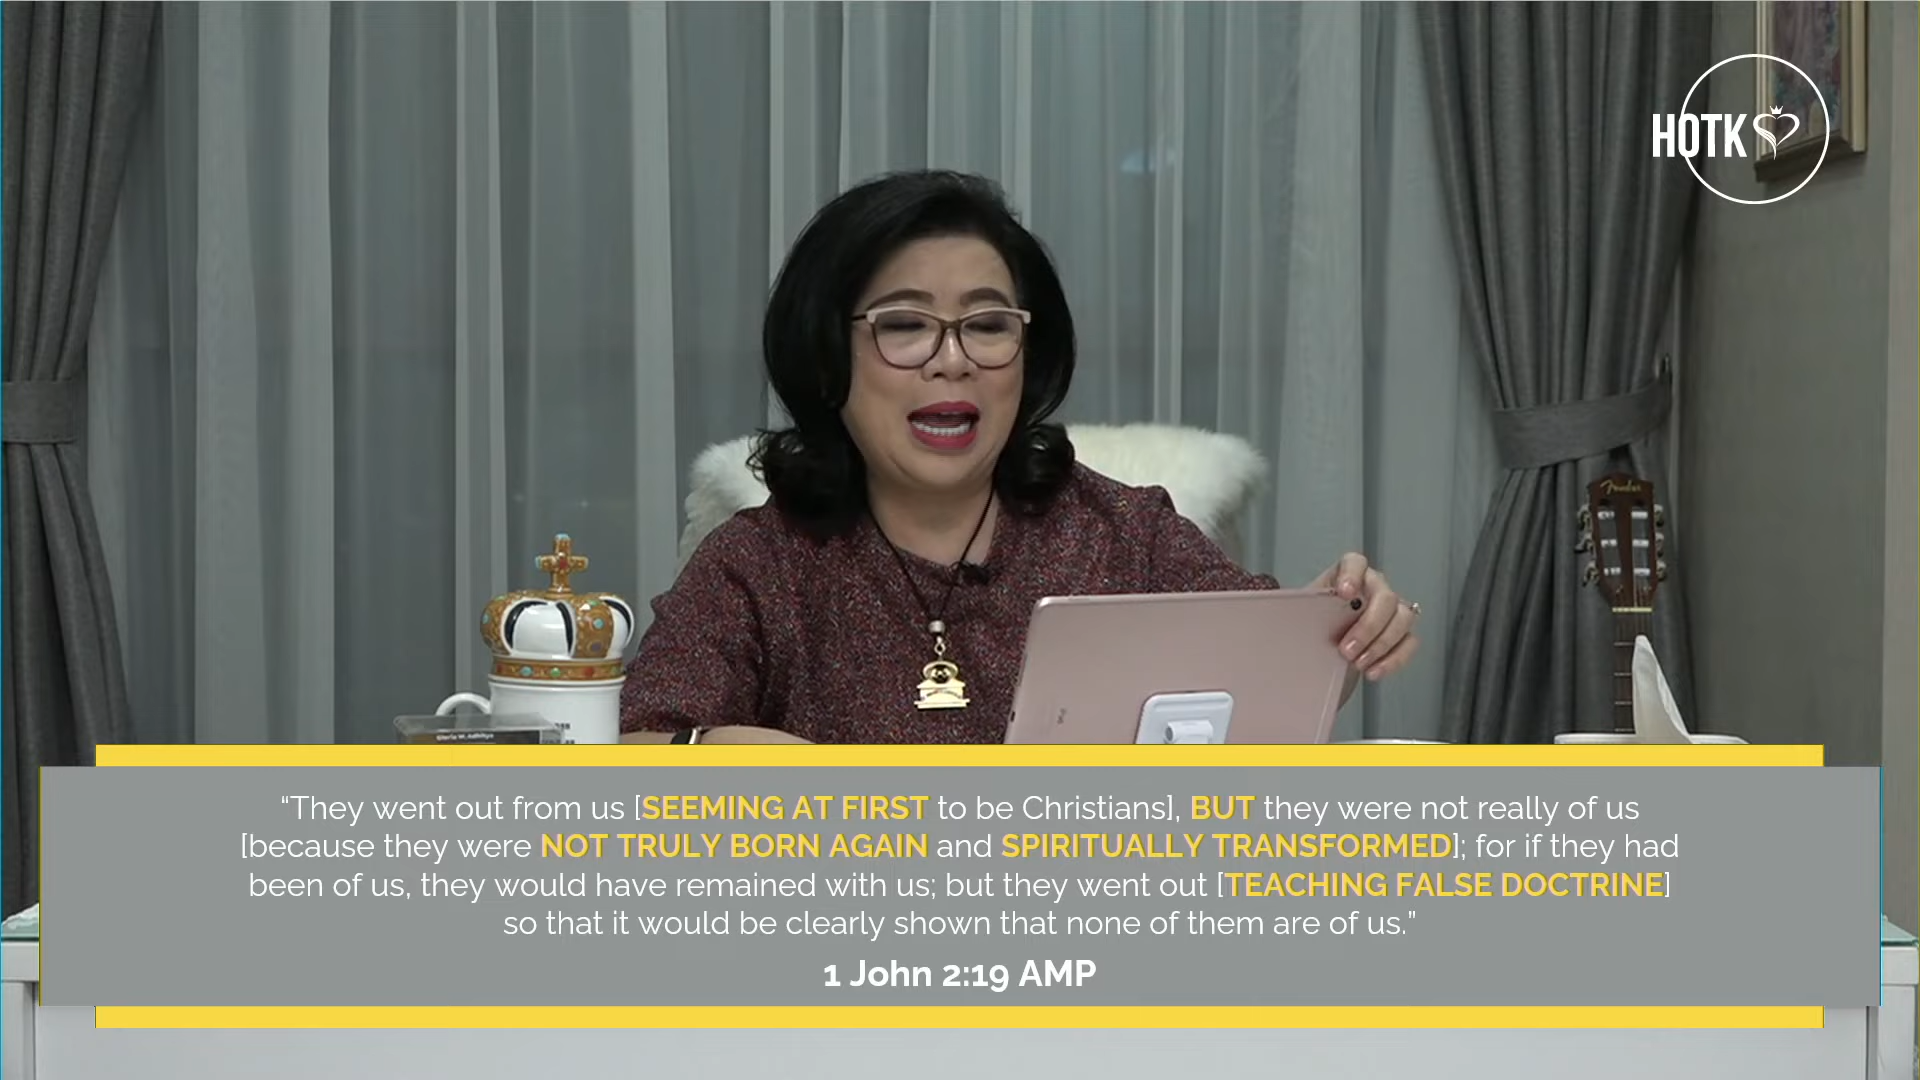 HOTK
Fender
Gloria W. Adhitya
“They went out from us [SEEMING AT FIRST to be Christians], BUT they were not really of us
[because they were NOT TRULY BORN AGAIN and SPIRITUALLY TRANSFORMED]; for if they had
been of us, they would have remained with us; but they went out [TEACHING FALSE DOCTRINE]
so that it would be clearly shown that none of them are of us.”
1 John 2:19 AMP